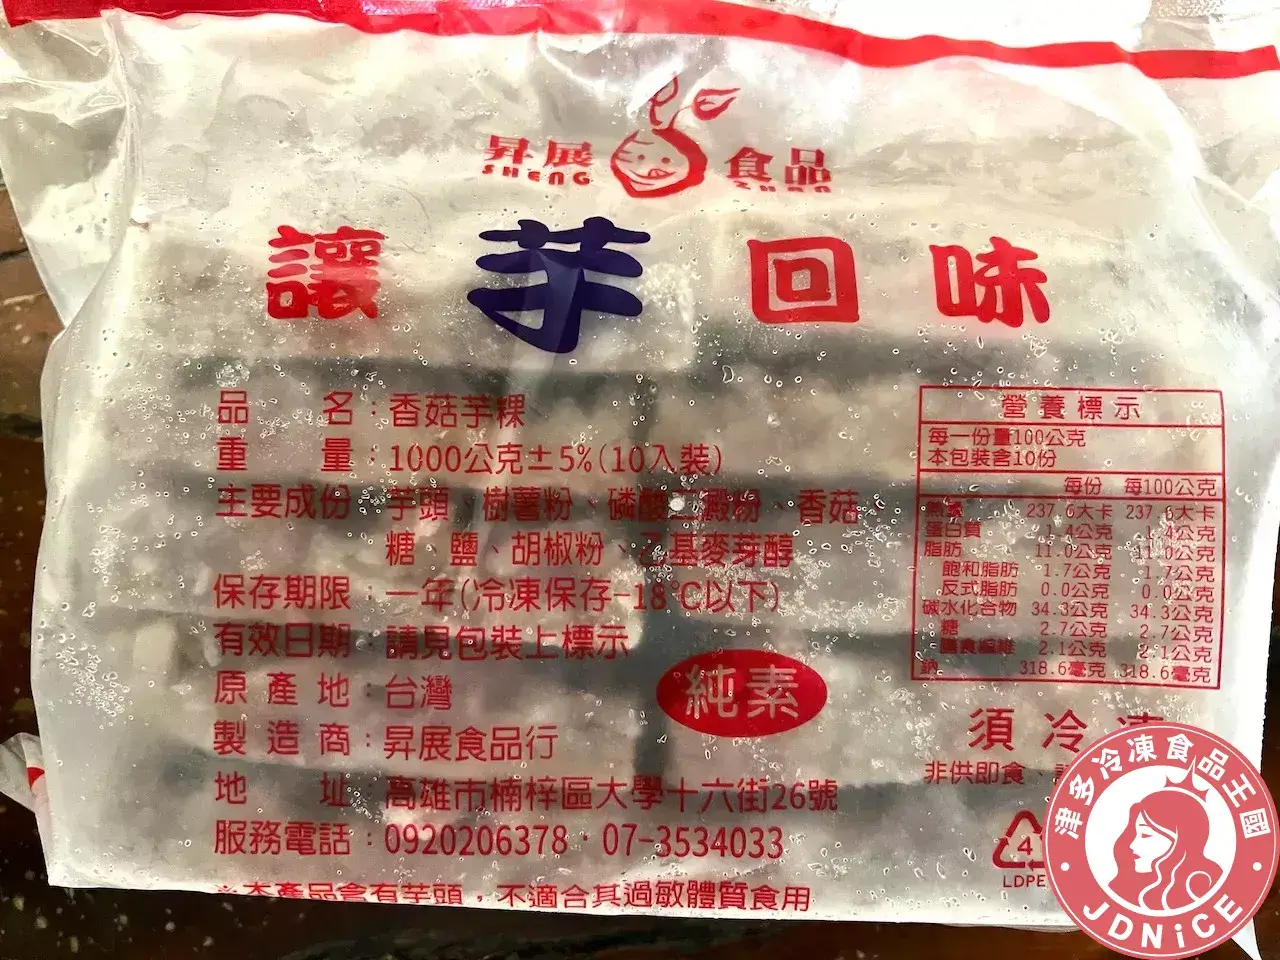 昇展 食品
SHENG ZHAN
讓芋回味
品名：香菇芋粿
重量：1000公克±5%(10入裝)
主要成份：芋頭、樹薯粉、磷酸二澱粉、香菇、
糖、鹽、胡椒粉、乙基麥芽醇
保存期限：一年(冷凍保存-18℃以下)
有效日期：請見包裝上標示
原產地：台灣
製造商：昇展食品行
地址：高雄市楠梓區大學十六街26號
服務電話：0920206378・07-3534033
※本產品含有芋頭，不適合其過敏體質食用
純素
營養標示
每一份量100公克
本包裝含10份
每份 每100公克
熱量 237.6大卡 237.6大卡
蛋白質 1.4公克 1.4公克
脂肪 11.0公克 11.0公克
飽和脂肪 1.7公克 1.7公克
反式脂肪 0.0公克 0.0公克
碳水化合物 34.3公克 34.3公克
糖 2.7公克 2.7公克
膳食纖維 2.1公克 2.1公克
鈉 318.6毫克 318.6毫克
須冷凍
非供即食、
4
LDPE
津多冷凍食品王國
JDNiCE